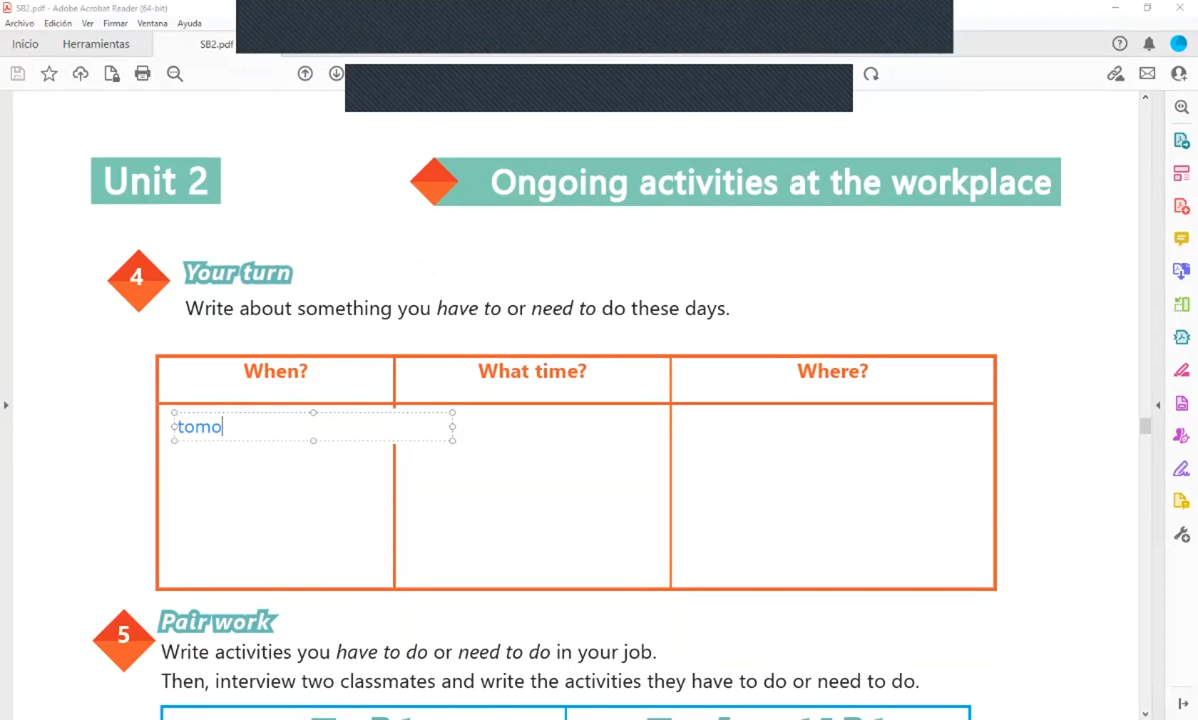 SB2.pdf - Adobe Acrobat Reader (64-bit)
Archivo Edición Ver Firmar Ventana Ayuda
Inicio Herramientas SB2.pdf
Unit 2 Ongoing activities at the workplace
4 Your turn
Write about something you have to or need to do these days.
When? What time? Where?
tomo
5 Pair work
Write activities you have to do or need to do in your job.
Then, interview two classmates and write the activities they have to do or need to do.